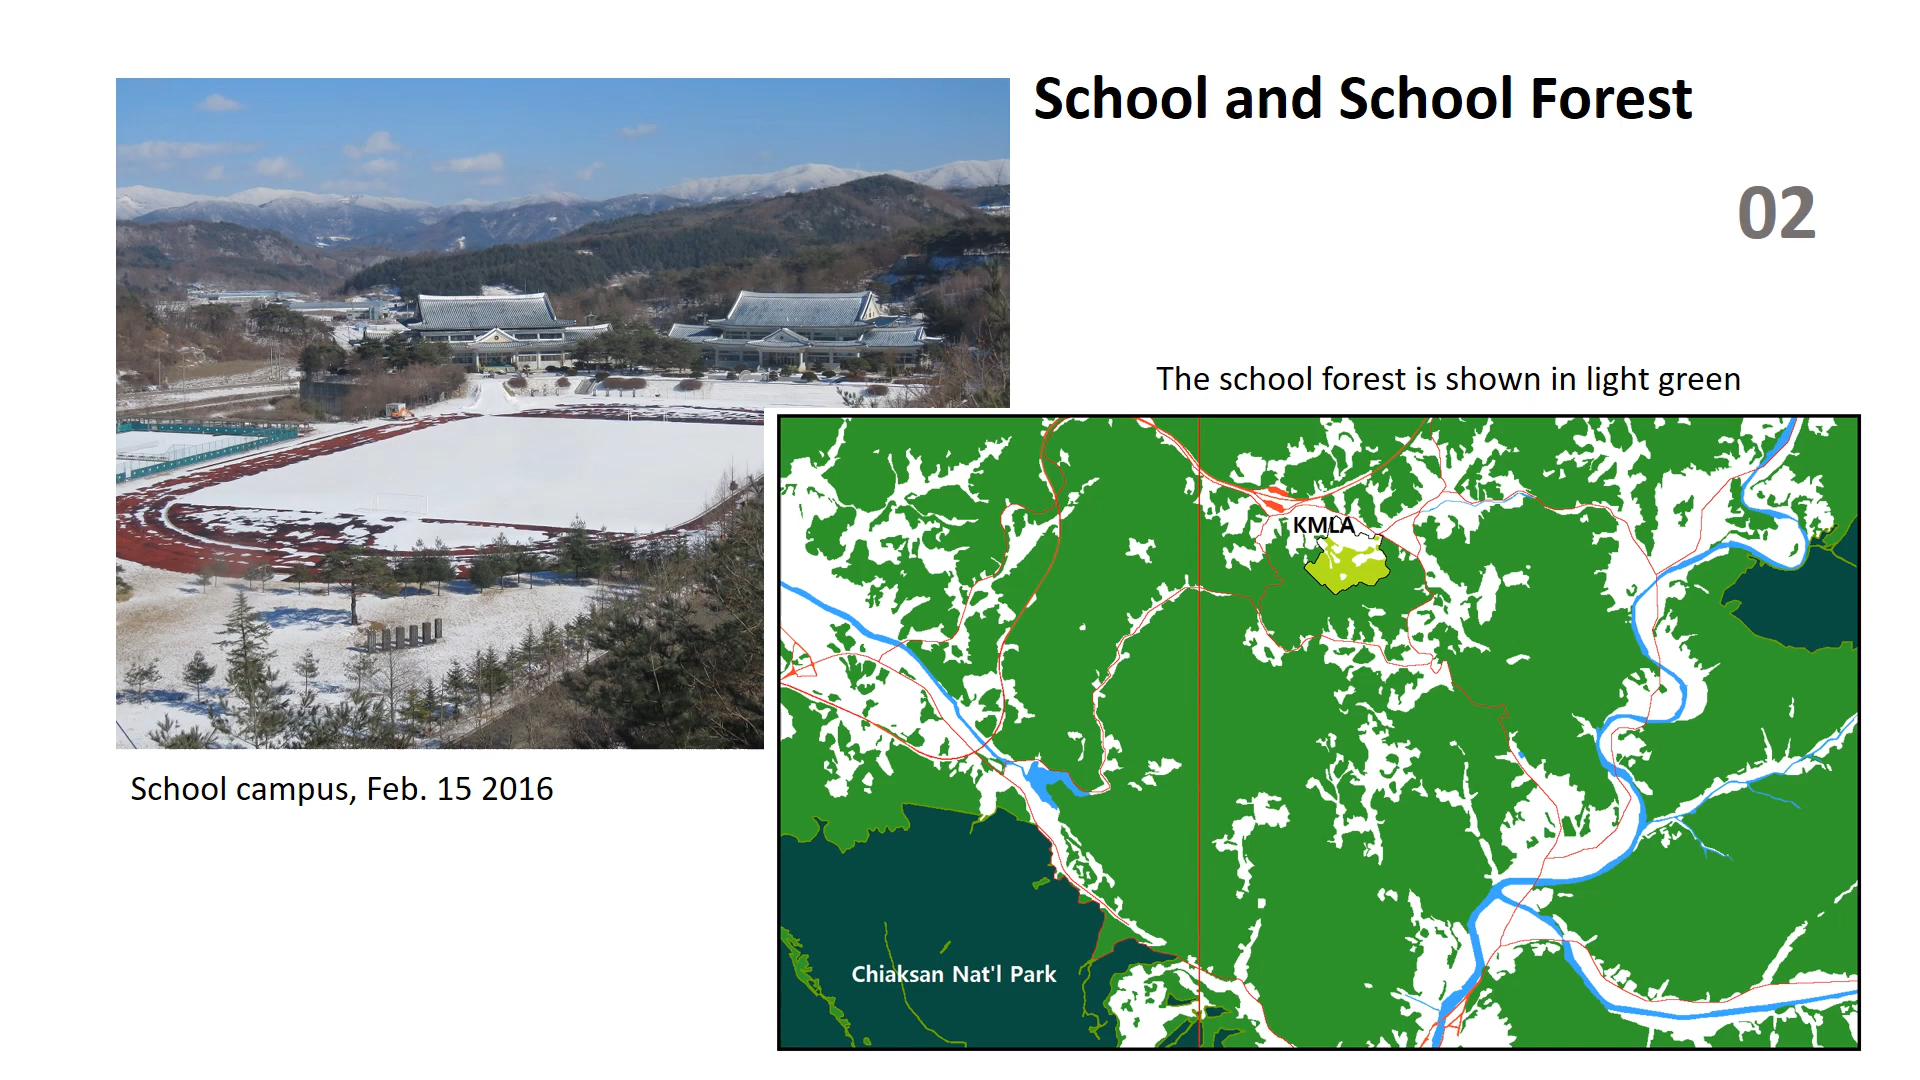 School and School Forest
02
The school forest is shown in light green
KMLA
School campus, Feb. 15 2016
Chiaksan Nat'l Park